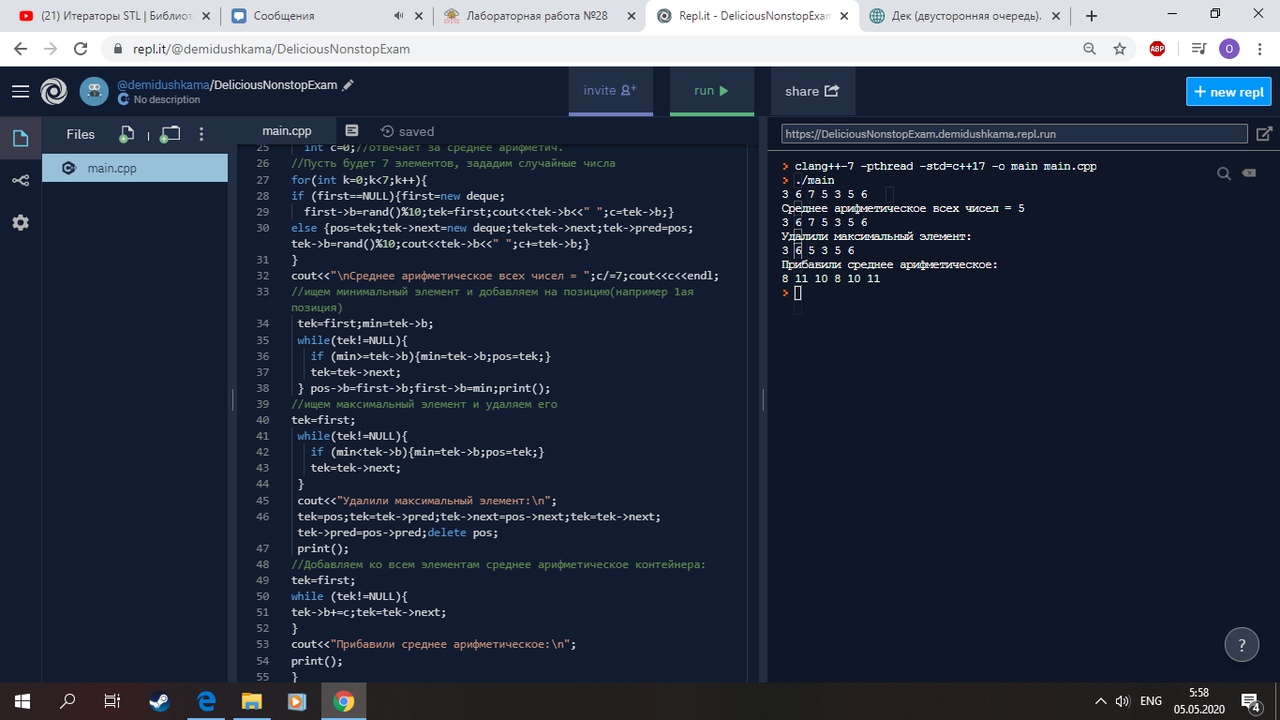 (21) Итераторы STL | Библиот
Сообщения
Лабораторная работа №28
Repl.it - DeliciousNonstopExam
Дек (двусторонняя очередь).
repl.it/@demidushkama/DeliciousNonstopExam
ABP
O
@demidushkama/DeliciousNonstopExam
No description
invite
run
share
+ new repl
Files
main.cpp
saved
https://DeliciousNonstopExam.demidushkama.repl.run
main.cpp
25 int c=0;//отвечает за среднее арифметич.
26 //Пусть будет 7 элементов, зададим случайные числа
27 for(int k=0;k<7;k++){
28 if (first==NULL){first=new deque;
29 first->b=rand()%10;tek=first;cout<<tek->b<<" ";c=tek->b;}
30 else {pos=tek;tek->next=new deque;tek=tek->next;tek->pred=pos;
tek->b=rand()%10;cout<<tek->b<<" ";c+=tek->b;}
31 }
32 cout<<"\nСреднее арифметическое всех чисел = ";c/=7;cout<<c<<endl;
33 //ищем минимальный элемент и добавляем на позицию(например 1ая
позиция)
34 tek=first;min=tek->b;
35 while(tek!=NULL){
36 if (min>=tek->b){min=tek->b;pos=tek;}
37 tek=tek->next;
38 } pos->b=first->b;first->b=min;print();
39 //ищем максимальный элемент и удаляем его
40 tek=first;
41 while(tek!=NULL){
42 if (min<tek->b){min=tek->b;pos=tek;}
43 tek=tek->next;
44 }
45 cout<<"Удалили максимальный элемент:\n";
46 tek=pos;tek=tek->pred;tek->next=pos->next;tek=tek->next;
tek->pred=pos->pred;delete pos;
47 print();
48 //Добавляем ко всем элементам среднее арифметическое контейнера:
49 tek=first;
50 while (tek!=NULL){
51 tek->b+=c;tek=tek->next;
52 }
53 cout<<"Прибавили среднее арифметическое:\n";
54 print();
55 }
> clang++-7 -pthread -std=c++17 -o main main.cpp
> ./main
3 6 7 5 3 5 6
Среднее арифметическое всех чисел = 5
3 6 7 5 3 5 6
Удалили максимальный элемент:
3 6 5 3 5 6
Прибавили среднее арифметическое:
8 11 10 8 10 11
>
?
ENG
5:58
05.05.2020
4